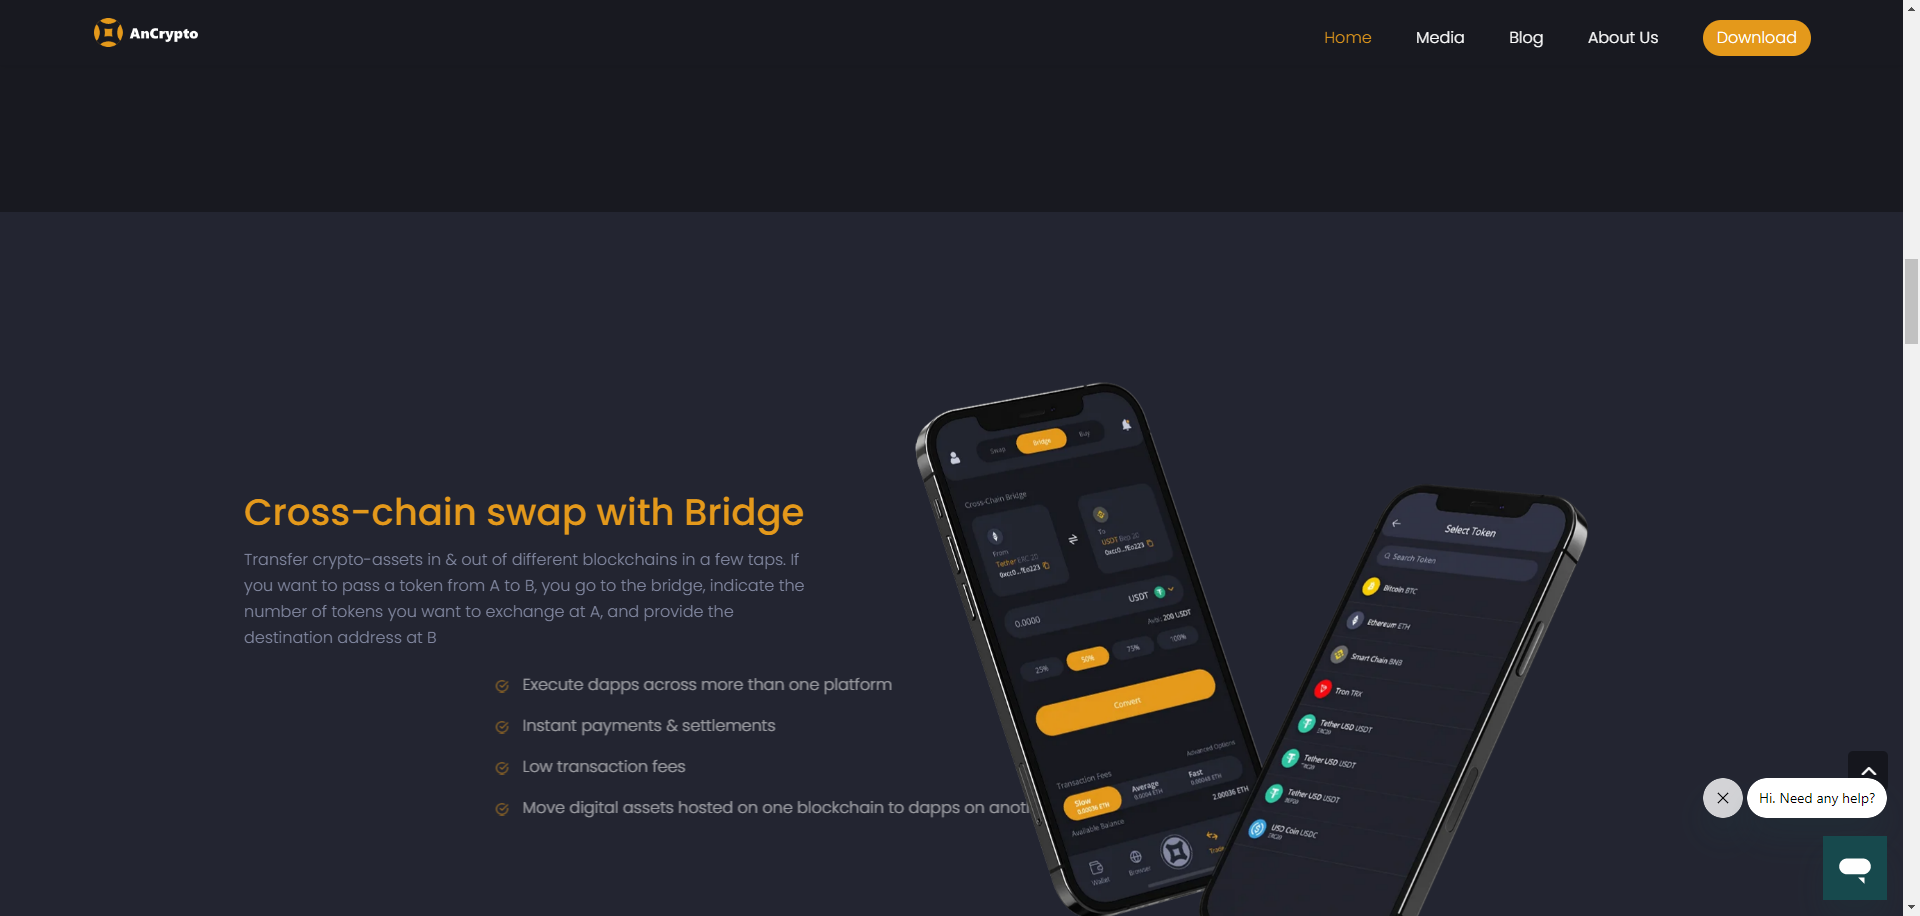 AnCrypto
Home
Media
Blog
About Us
Download
Cross-chain swap with Bridge
Transfer crypto-assets in & out of different blockchains in a few taps. If
you want to pass a token from A to B, you go to the bridge, indicate the
number of tokens you want to exchange at A, and provide the
destination address at B
Execute dapps across more than one platform
Instant payments & settlements
Low transaction fees
Move digital assets hosted on one blockchain to dapps on
Swap
Bridge
Buy
Cross-Chain Bridge
From
Tether ERC 20
0xcc0...fEo223
To
USDT Bep 20
0xcc0...fEo223
0.0000
USDT
Avbl: 200 USDT
25%
50%
75%
100%
Convert
Advanced Options
Transaction Fees
Slow
0.00036 ETH
Average
0.0004 ETH
Fast
0.00048 ETH
Available Balance
2.00036 ETH
Wallet
Browser
Trade
Select Token
Search Token
Bitcoin BTC
Ethereum ETH
Smart Chain BNB
Tron TRX
Tether USD USDT
ERC20
Tether USD USDT
Tether USD USDT
BEP20
USD Coin USDC
ERC20
Hi. Need any help?